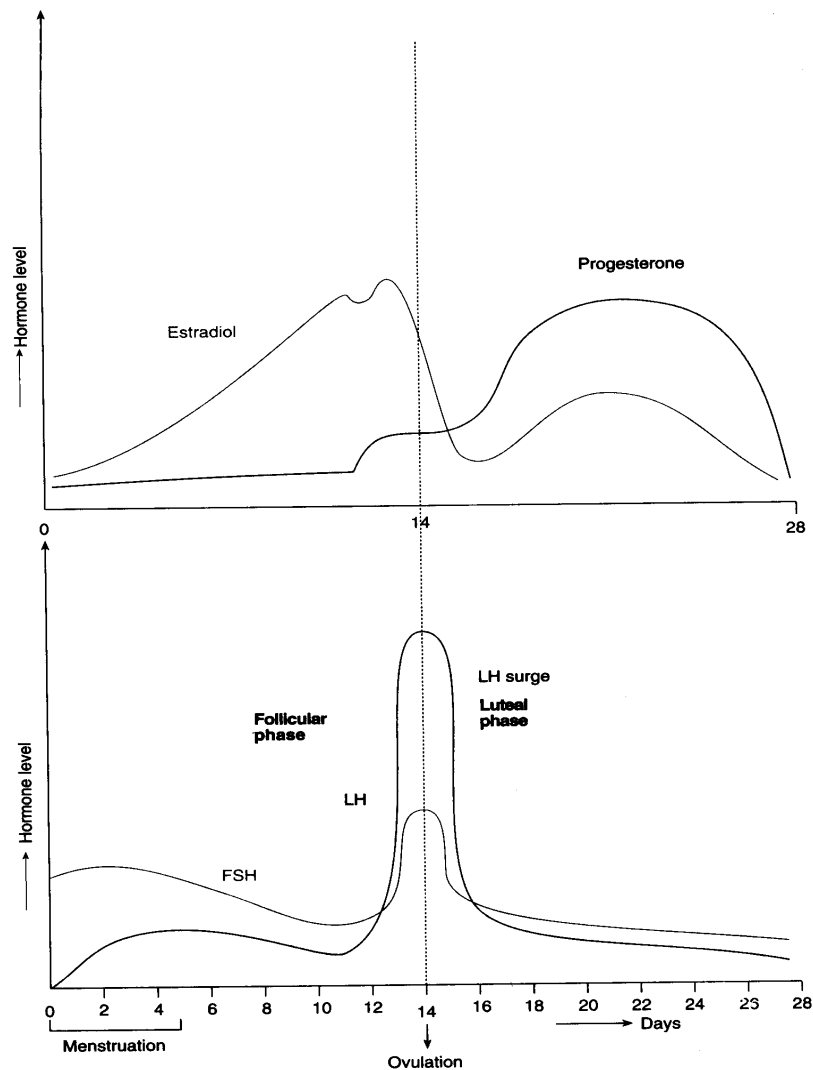 Progesterone
Estradiol
Hormone level
0
14
28
LH surge
Luteal
phase
Follicular
phase
LH
FSH
Hormone level
0 2 4 6 8 10 12 14 16 18 20 22 24 26 28
Days
Menstruation
Ovulation